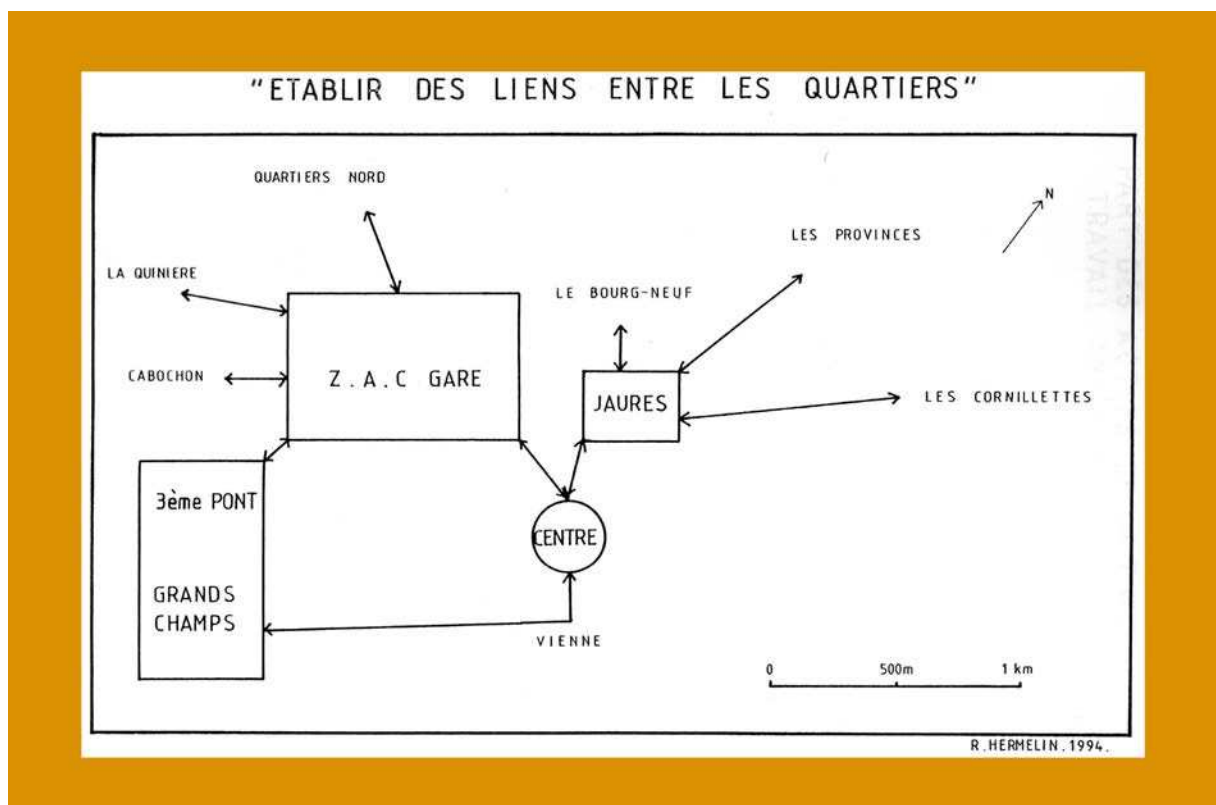 "ETABLIR DES LIENS ENTRE LES QUARTIERS"
QUARTIERS NORD
N
LES PROVINCES
LA QUINIERE
LE BOURG-NEUF
CABOCHON
Z.A.C GARE
JAURES
LES CORNILLETTES
3ème PONT
CENTRE
GRANDS
CHAMPS
VIENNE
0 500m 1 km
R.HERMELIN.1994.